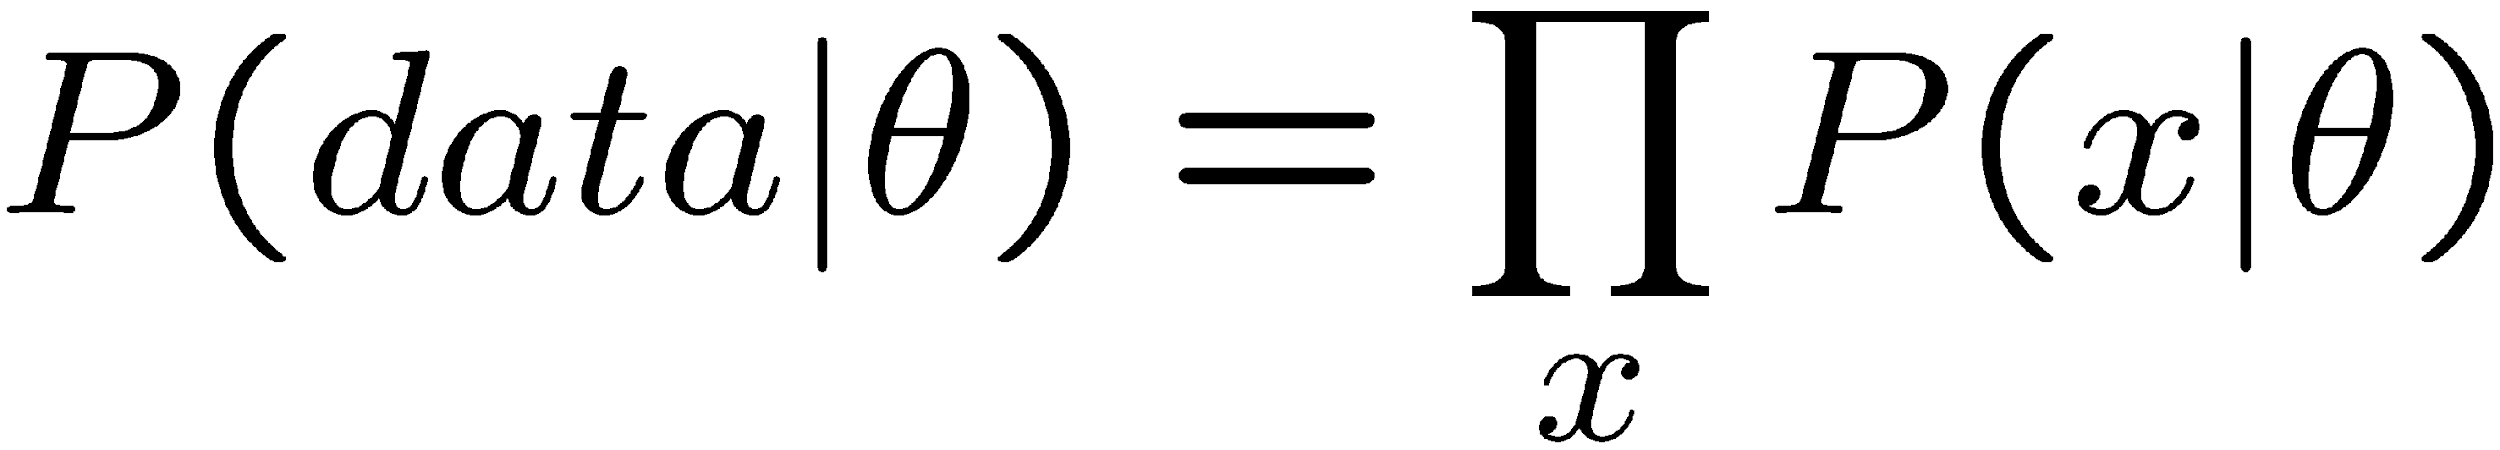 P(data|θ) = ∏ P(x|θ)
x